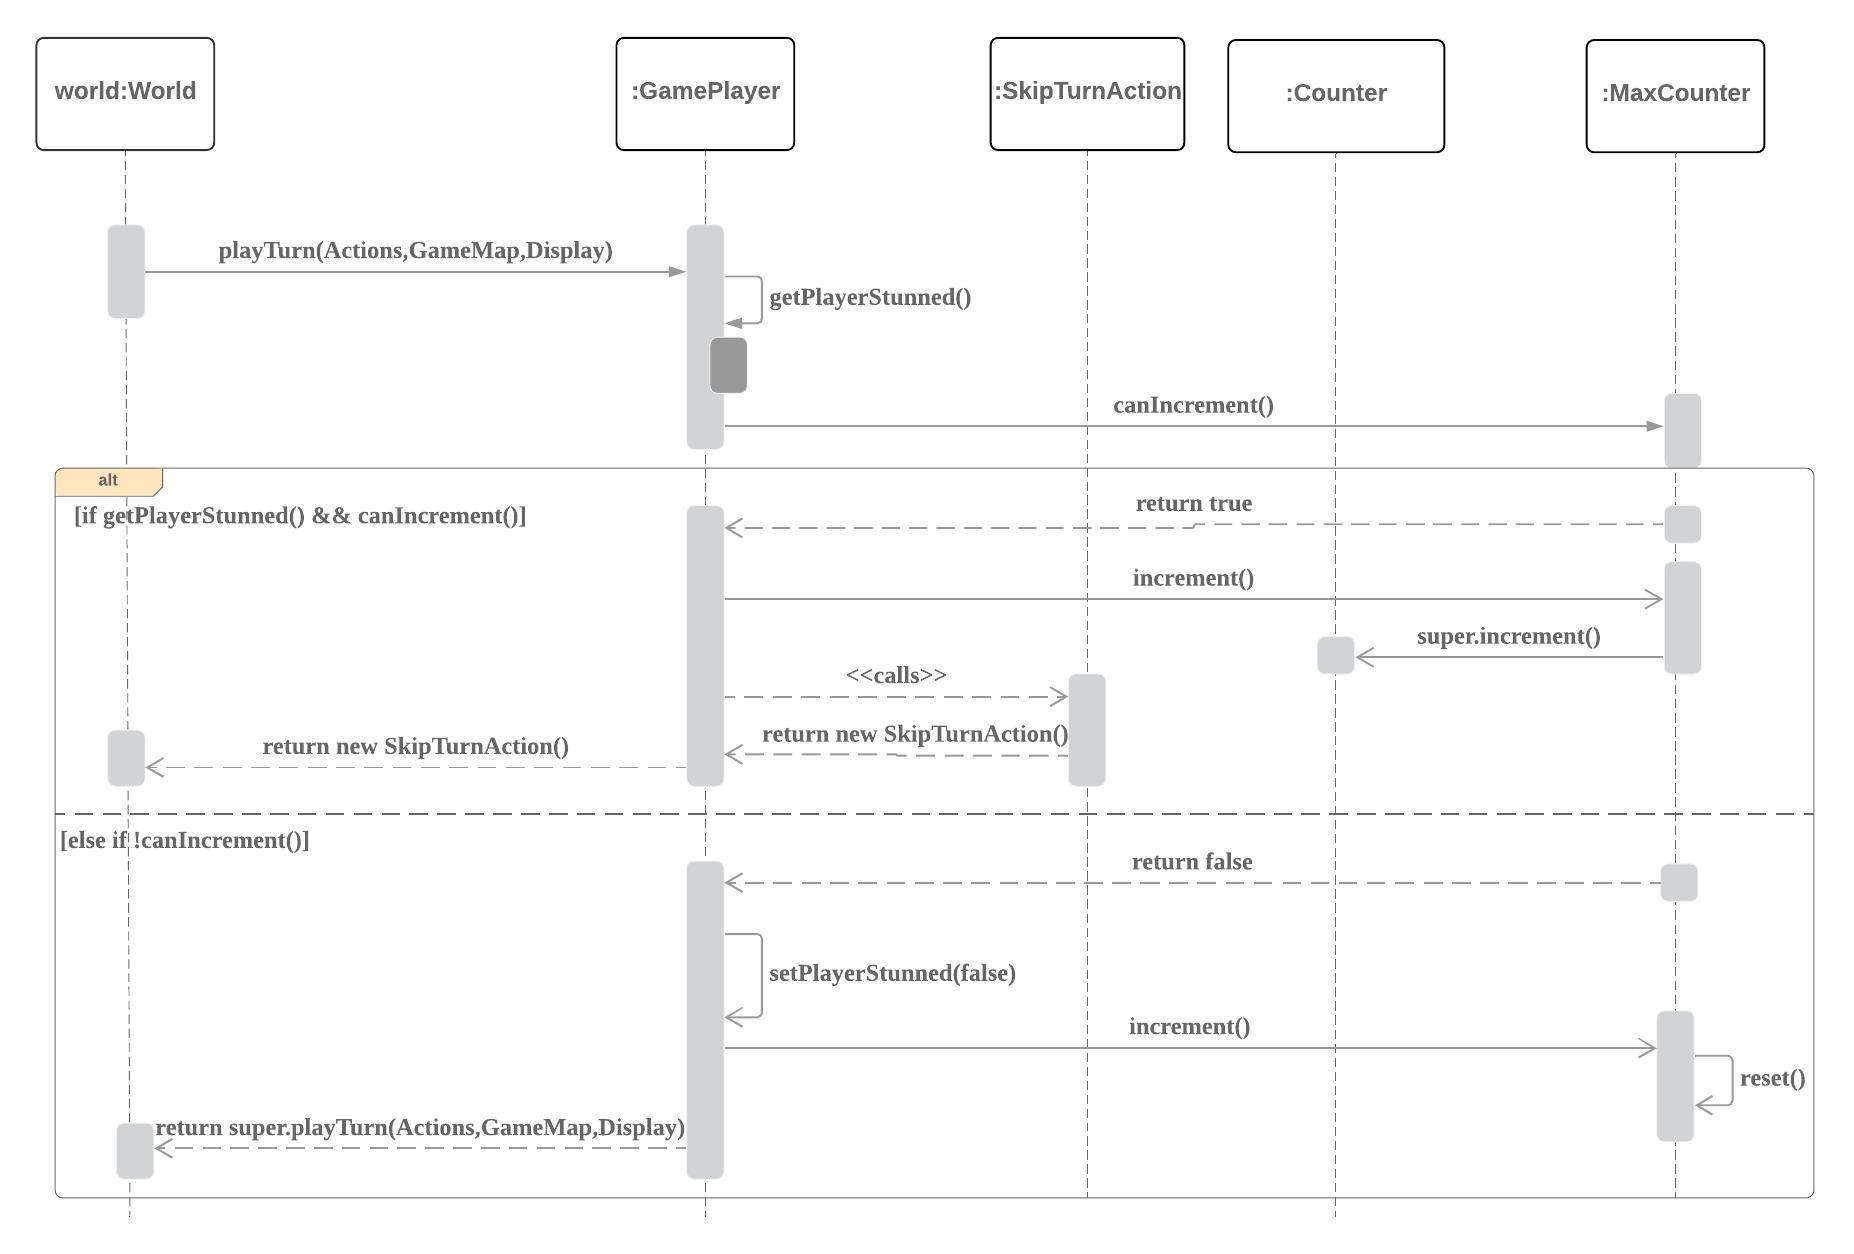 world:World
:GamePlayer
:SkipTurnAction
:Counter
:MaxCounter
playTurn(Actions,GameMap,Display)
getPlayerStunned()
canIncrement()
alt
[if getPlayerStunned() && canIncrement()]
return true
increment()
super.increment()
<<calls>>
return new SkipTurnAction()
return new SkipTurnAction()
[else if !canIncrement()]
return false
setPlayerStunned(false)
increment()
reset()
return super.playTurn(Actions,GameMap,Display)